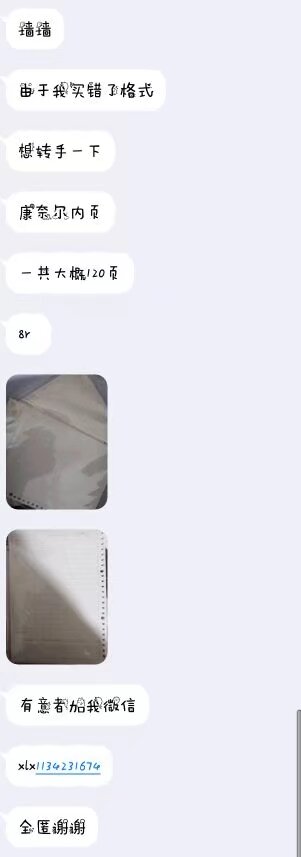 墙墙
由于我买错了格式
想转手一下
康奈尔内页
一共大概120页
8r
有意者加我微信
xlx1134231674
全匿谢谢